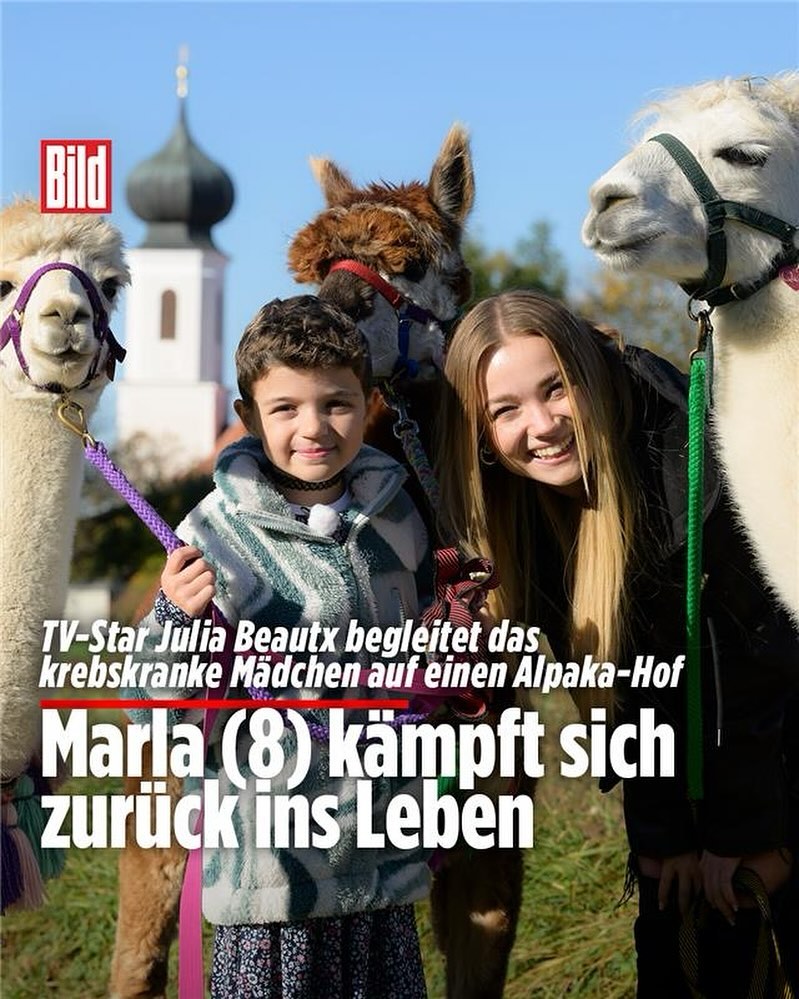 Bild
TV-Star Julia Beautx begleitet das
krebskranke Mädchen auf einen Alpaka-Hof
Marla (8) kämpft sich
zurück ins Leben